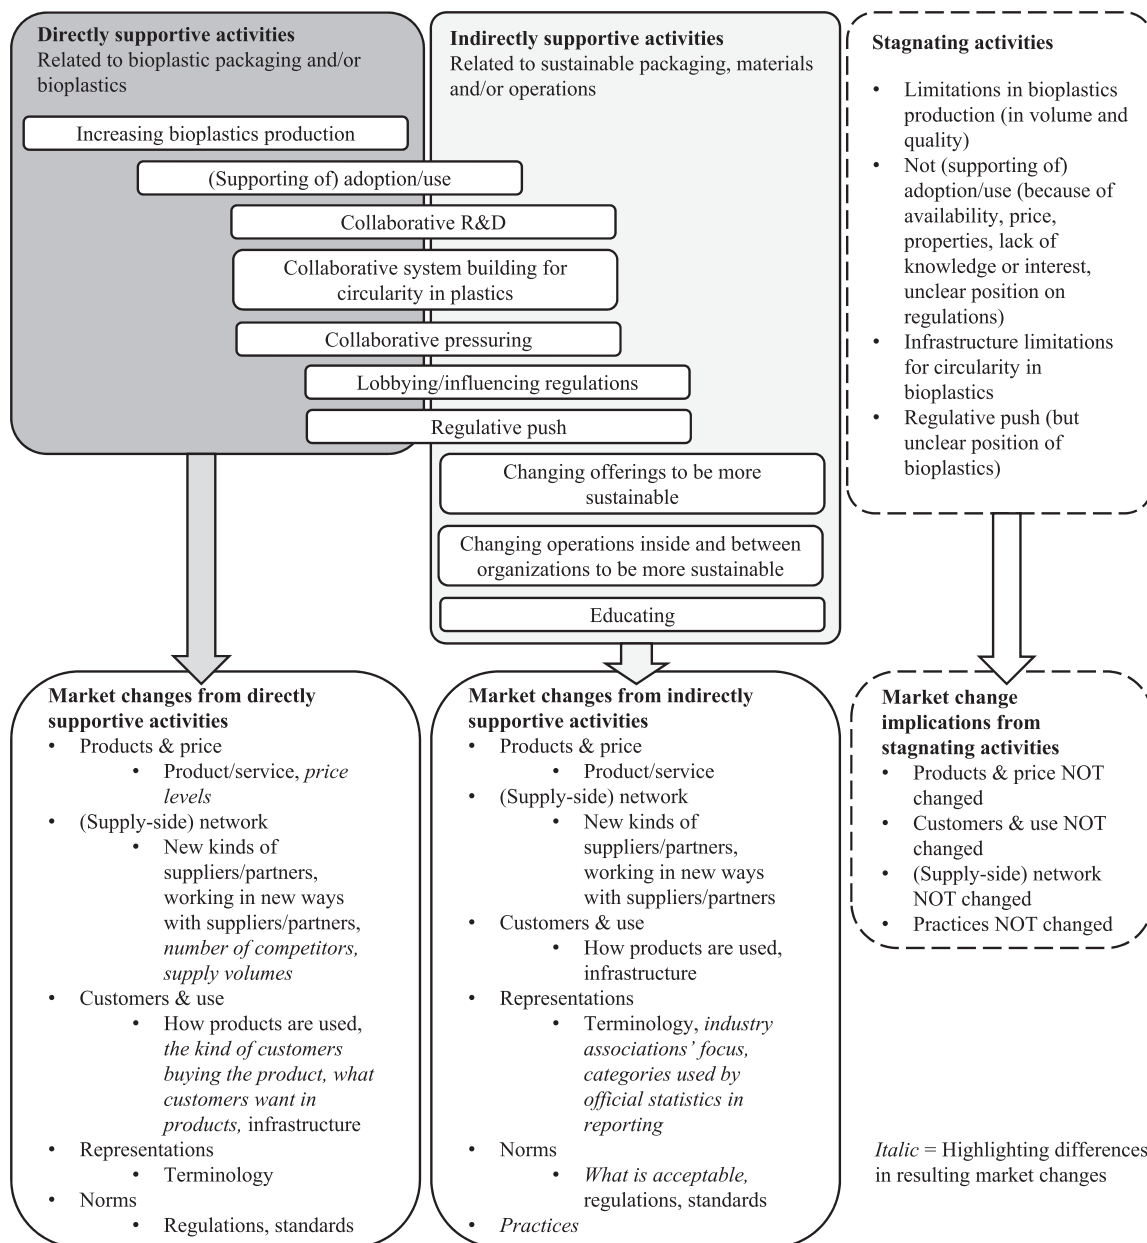 Directly supportive activities
Related to bioplastic packaging and/or
bioplastics
Increasing bioplastics production
(Supporting of) adoption/use
Collaborative R&D
Collaborative system building for
circularity in plastics
Collaborative pressuring
Lobbying/influencing regulations
Regulative push
Indirectly supportive activities
Related to sustainable packaging, materials
and/or operations
Changing offerings to be more
sustainable
Changing operations inside and between
organizations to be more sustainable
Educating
Stagnating activities
• Limitations in bioplastics
production (in volume and
quality)
• Not (supporting of)
adoption/use (because of
availability, price,
properties, lack of
knowledge or interest,
unclear position on
regulations)
• Infrastructure limitations
for circularity in
bioplastics
• Regulative push (but
unclear position of
bioplastics)
Market changes from directly
supportive activities
• Products & price
• Product/service, price
levels
• (Supply-side) network
• New kinds of
suppliers/partners,
working in new ways
with suppliers/partners,
number of competitors,
supply volumes
• Customers & use
• How products are used,
the kind of customers
buying the product, what
customers want in
products, infrastructure
• Representations
• Terminology
• Norms
• Regulations, standards
Market changes from indirectly
supportive activities
• Products & price
• Product/service
• (Supply-side) network
• New kinds of
suppliers/partners,
working in new ways
with suppliers/partners
• Customers & use
• How products are used,
infrastructure
• Representations
• Terminology, industry
associations’ focus,
categories used by
official statistics in
reporting
• Norms
• What is acceptable,
regulations, standards
• Practices
Market change
implications from
stagnating activities
• Products & price NOT
changed
• Customers & use NOT
changed
• (Supply-side) network
NOT changed
• Practices NOT changed
Italic = Highlighting differences
in resulting market changes